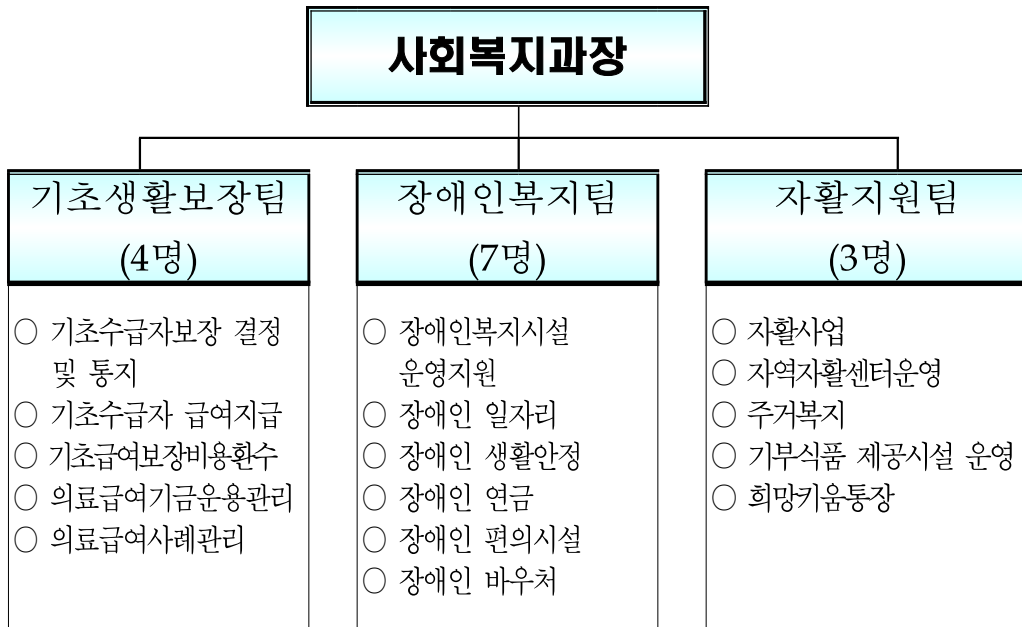 사회복지과장
기초생활보장팀
(4명)
○ 기초수급자보장 결정
및 통지
○ 기초수급자 급여지급
○ 기초급여보장비용환수
○ 의료급여기금운용관리
○ 의료급여사례관리
장애인복지팀
(7명)
○ 장애인복지시설
운영지원
○ 장애인 일자리
○ 장애인 생활안정
○ 장애인 연금
○ 장애인 편의시설
○ 장애인 바우처
자활지원팀
(3명)
○ 자활사업
○ 자역자활센터운영
○ 주거복지
○ 기부식품 제공시설 운영
○ 희망키움통장